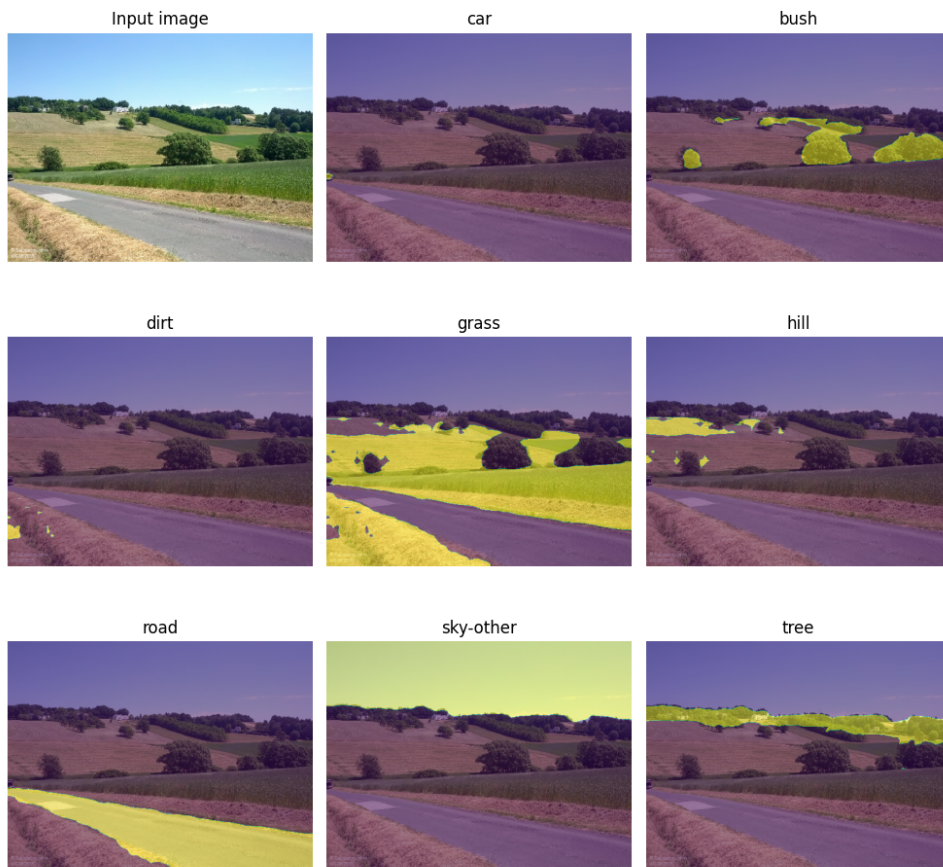 Input image
car
bush
dirt
grass
hill
road
sky-other
tree